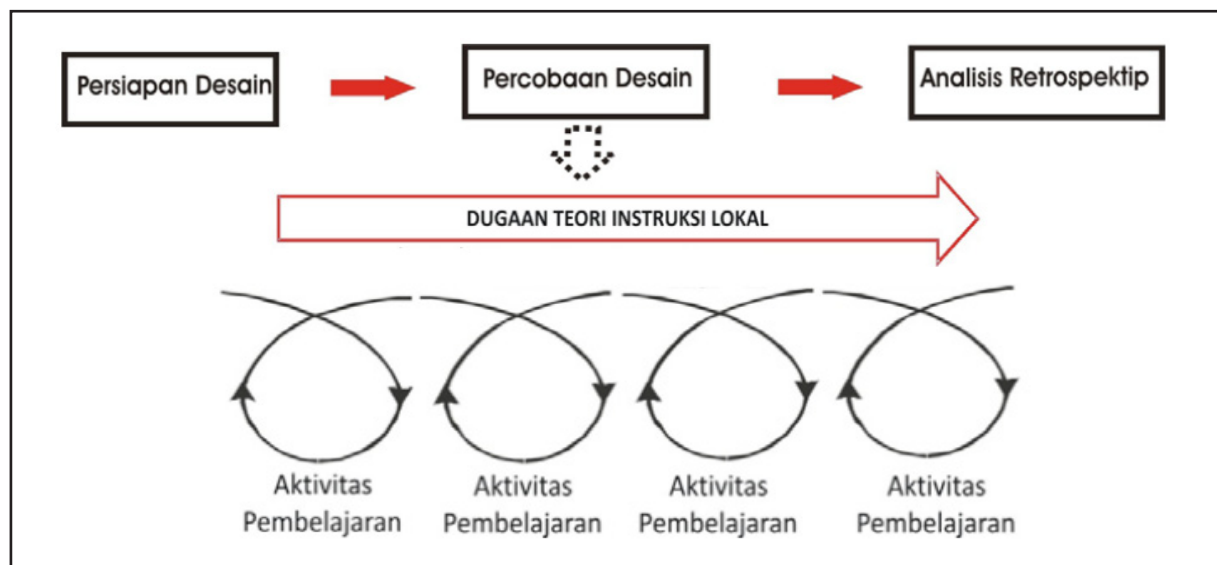 Persiapan Desain
Percobaan Desain
Analisis Retrospektip
DUGAAN TEORI INSTRUKSI LOKAL
Aktivitas
Pembelajaran
Aktivitas
Pembelajaran
Aktivitas
Pembelajaran
Aktivitas
Pembelajaran